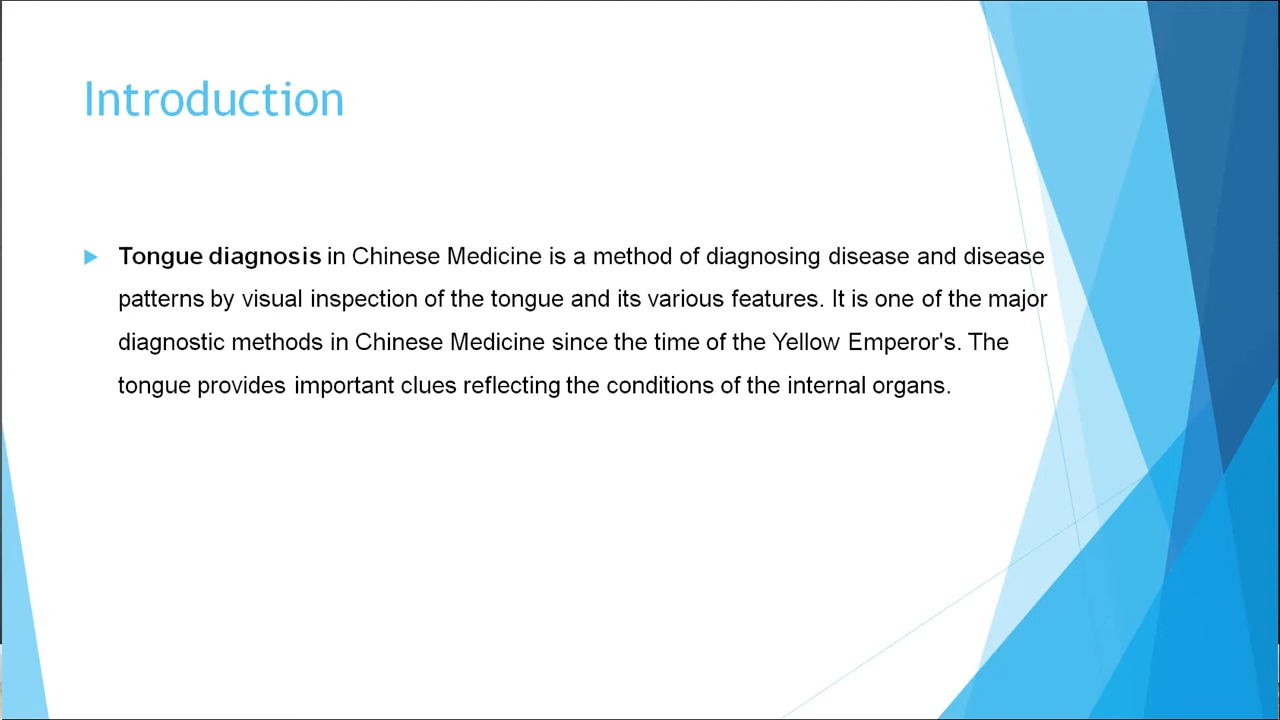 Introduction
Tongue diagnosis in Chinese Medicine is a method of diagnosing disease and disease
patterns by visual inspection of the tongue and its various features. It is one of the major
diagnostic methods in Chinese Medicine since the time of the Yellow Emperor's. The
tongue provides important clues reflecting the conditions of the internal organs.